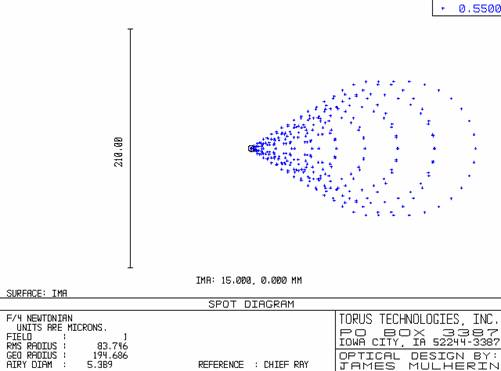 0.5500
210.00
IMA: 15.000, 0.000 MM
SURFACE: IMA
SPOT DIAGRAM
F/4 NEWTONIAN
UNITS ARE MICRONS.
FIELD : 1
RMS RADIUS : 83.746
GEO RADIUS : 194.686
AIRY DIAM : 5.389 REFERENCE : CHIEF RAY
TORUS TECHNOLOGIES, INC.
PO BOX 3387
IOWA CITY, IA 52244-3387
OPTICAL DESIGN BY:
JAMES MULHERIN